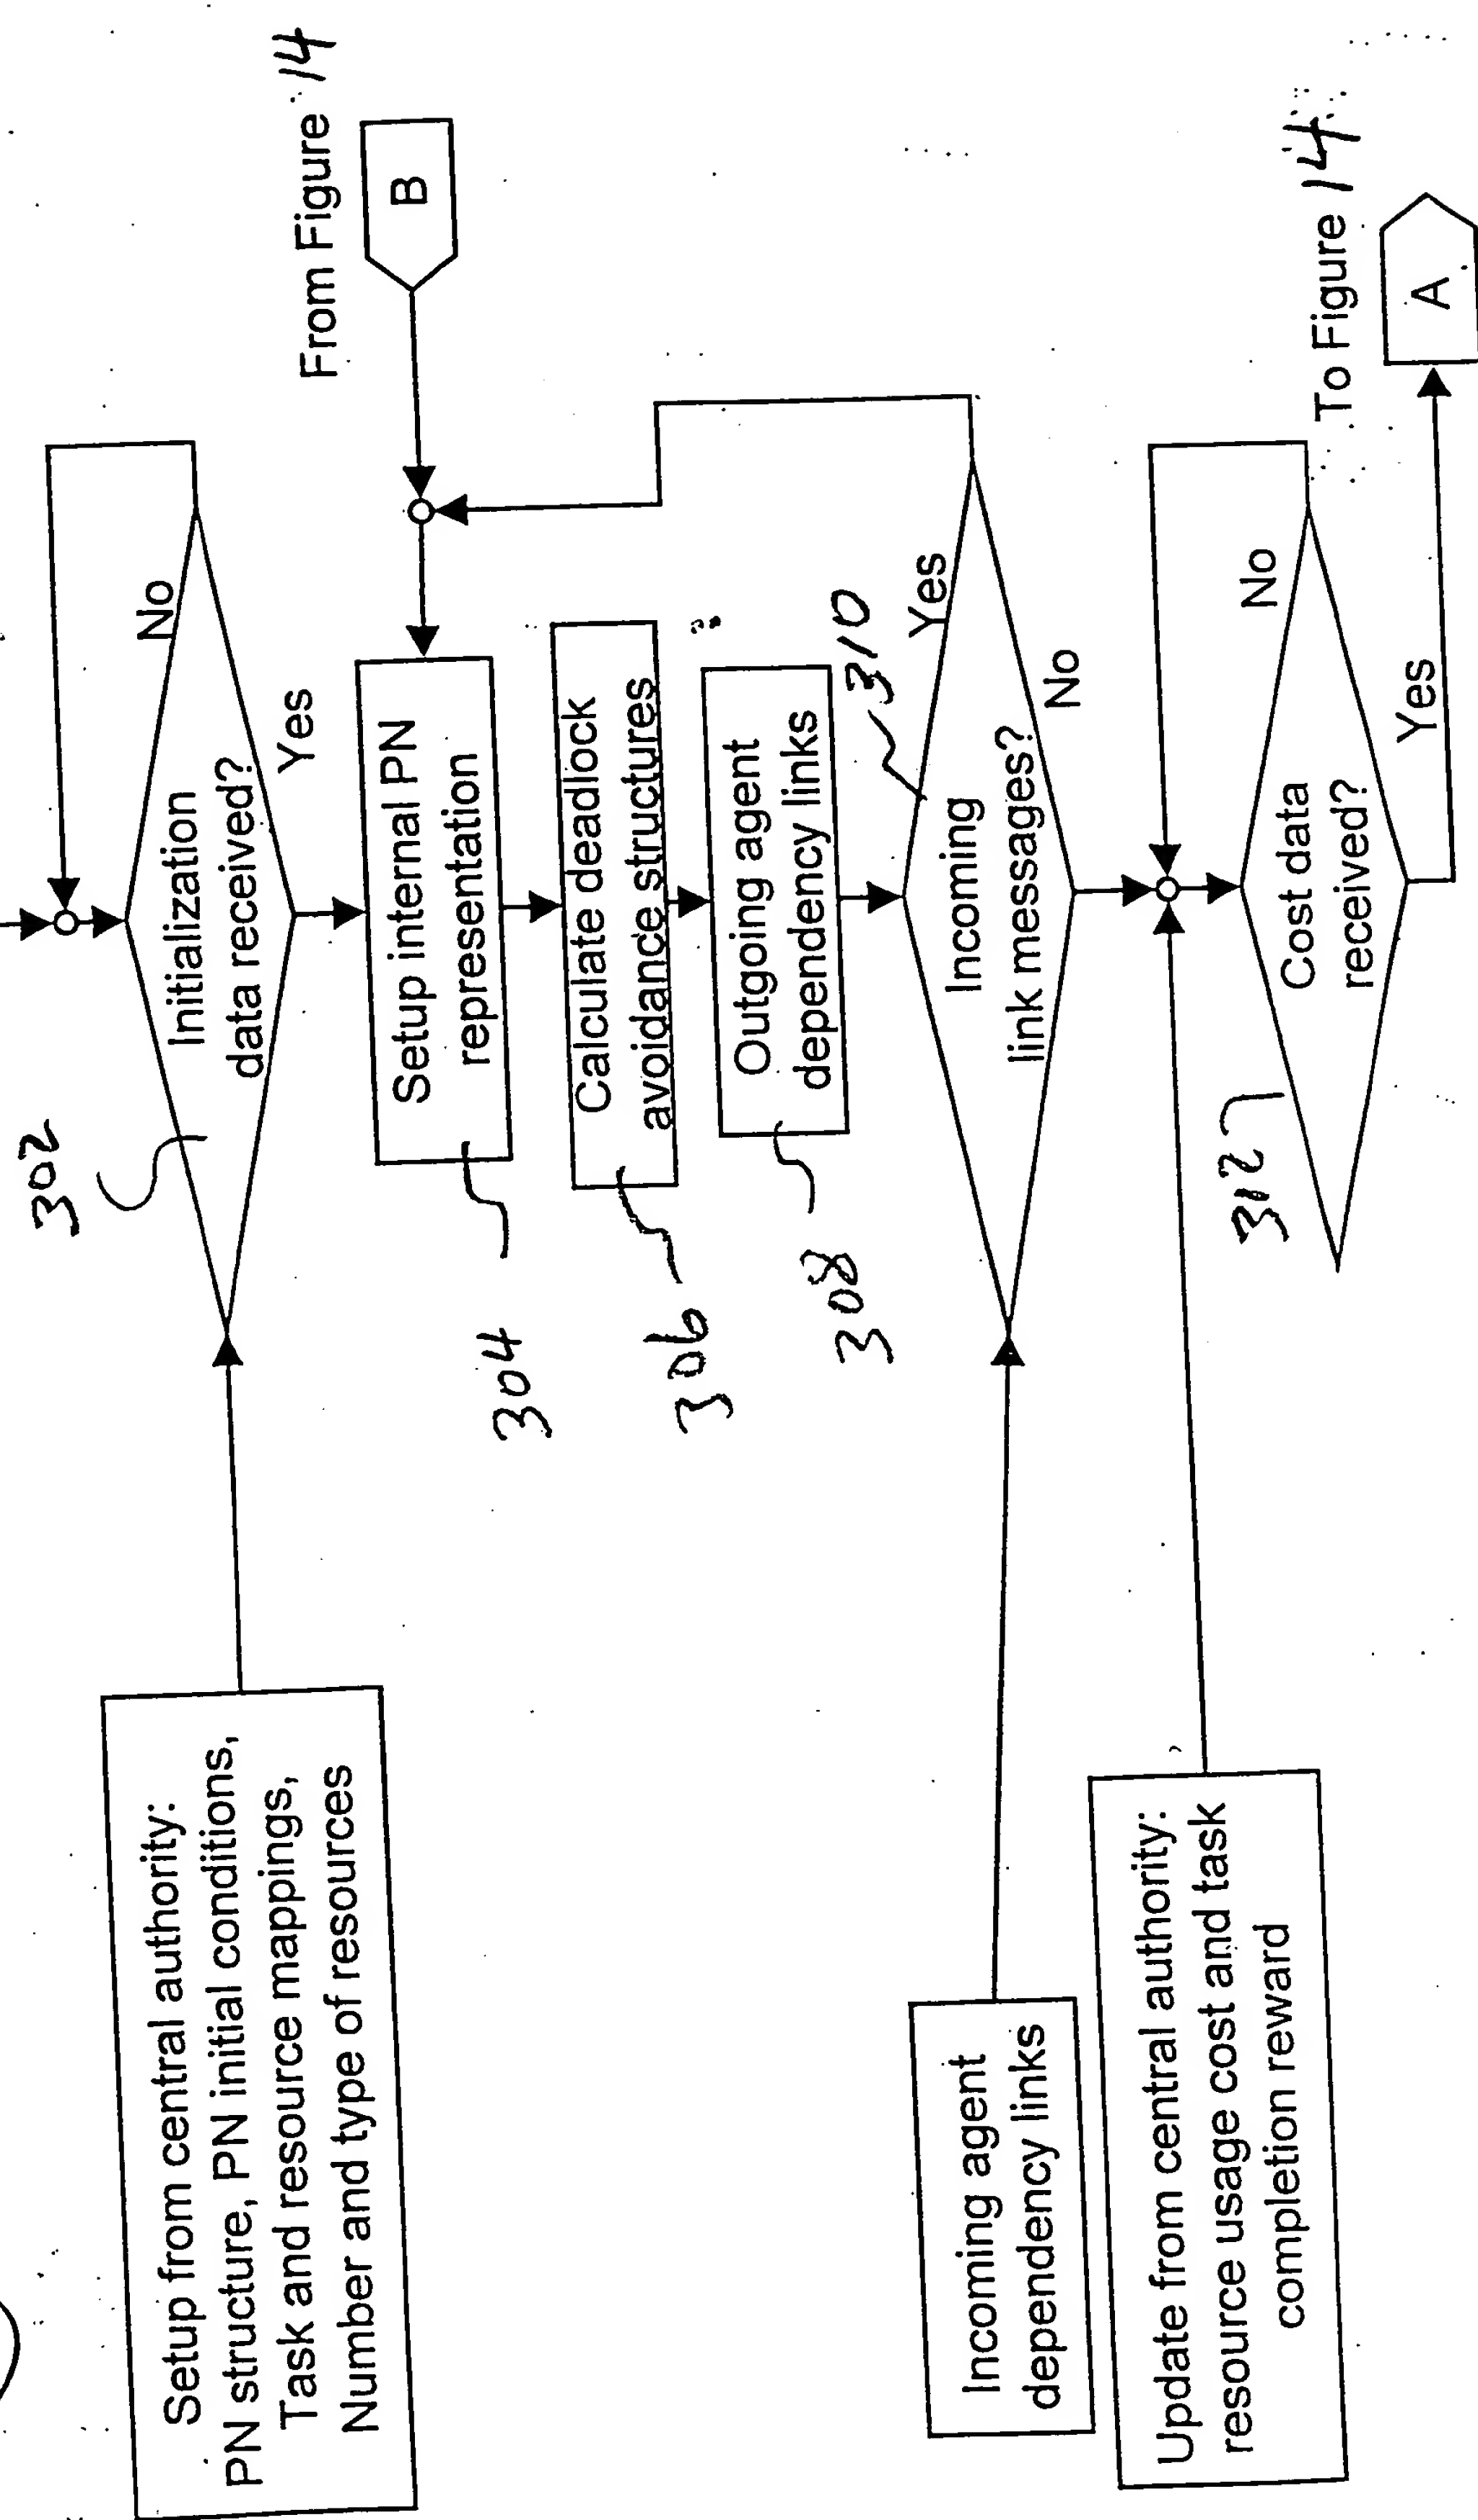 302
Setup from central authority:
PN structure, PN initial conditions,
Task and resource mappings,
Number and type of resources
Initialization
data received?
No
Yes
From Figure 14
B
Setup internal PN
representation
304
Calculate deadlock
avoidance structures
306
Outgoing agent
dependency links
308
310
Incoming agent
dependency links
Incoming
link messages?
Yes
No
Update from central authority:
resource usage cost and task
completion reward
312
Cost data
received?
No
Yes
To Figure 14
A